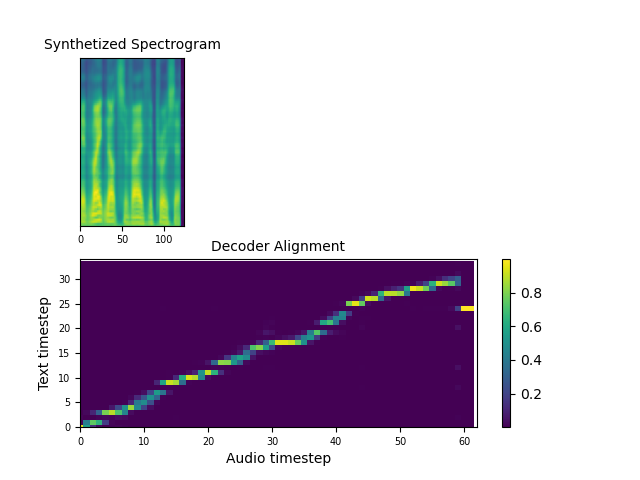 Synthetized Spectrogram
0 50 100
Decoder Alignment
Text timestep
30
25
20
15
10
5
0
0 10 20 30 40 50 60
Audio timestep
0.8
0.6
0.4
0.2